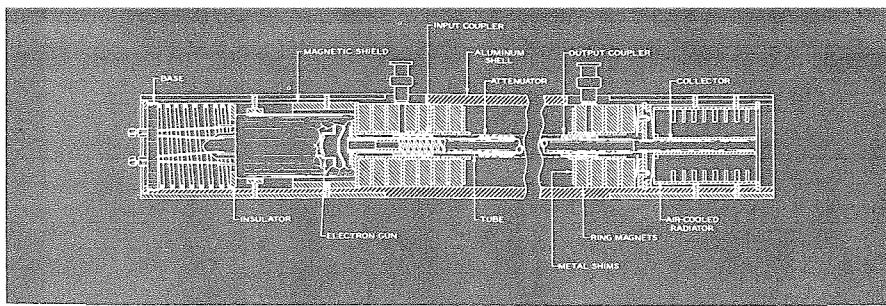 INPUT COUPLER
MAGNETIC SHIELD
ALUMINUM
SHELL
OUTPUT COUPLER
BASE
ATTENUATOR
COLLECTOR
INSULATOR
ELECTRON GUN
TUBE
RING MAGNETS
AIR-COOLED
RADIATOR
METAL SHIMS